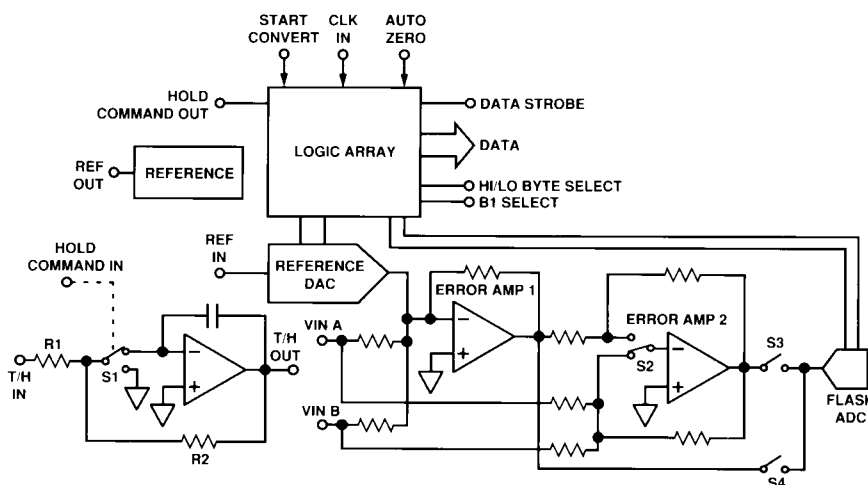 START
CONVERT
CLK
IN
AUTO
ZERO
HOLD
COMMAND OUT
DATA STROBE
LOGIC ARRAY
DATA
REF
OUT
REFERENCE
HI/LO BYTE SELECT
B1 SELECT
HOLD
COMMAND IN
REF
IN
REFERENCE
DAC
ERROR AMP 1
ERROR AMP 2
R1
T/H
OUT
VIN A
S3
T/H
IN
S1
−
+
−
+
S2
−
+
FLASH
ADC
VIN B
R2
S4